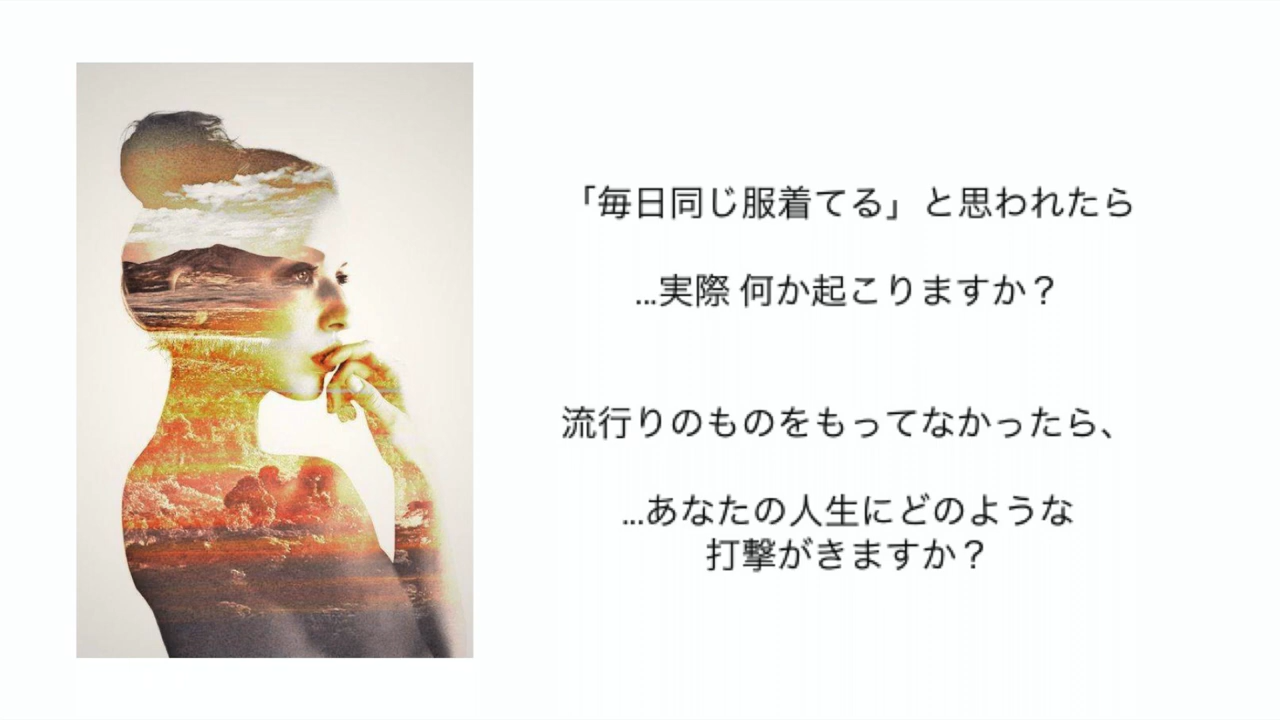 「毎日同じ服着てる」と思われたら
...実際 何か起こりますか？
流行りのものをもってなかったら、
...あなたの人生にどのような
打撃がきますか？